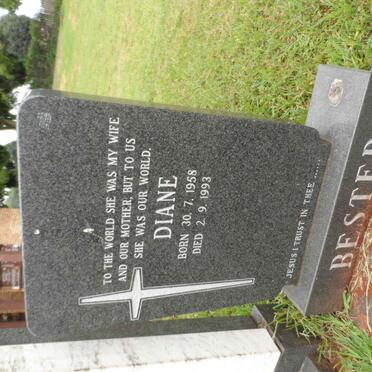 TO THE WORLD SHE WAS MY WIFE
AND OUR MOTHER, BUT TO US
SHE WAS OUR WORLD.
DIANE
BORN 30. 7. 1958
DIED 2. 9. 1993
JESUS I TRUST IN THEE ......
BESTER